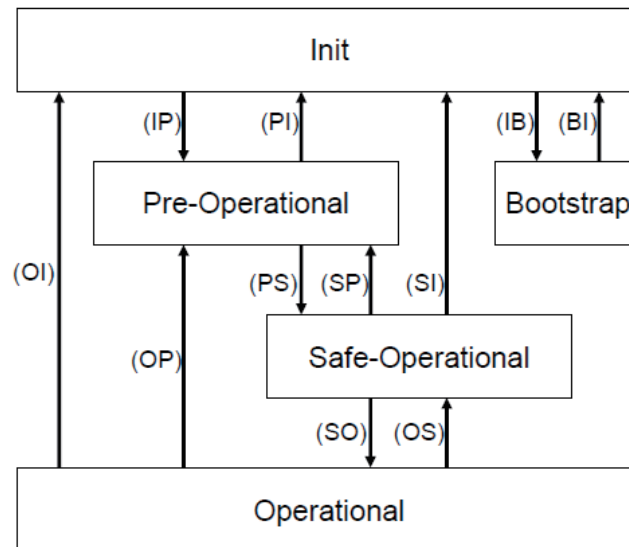 Init
(IP) (PI) (IB) (BI)
Pre-Operational Bootstrap
(OI) (PS) (SP) (SI)
(OP) Safe-Operational
(SO) (OS)
Operational